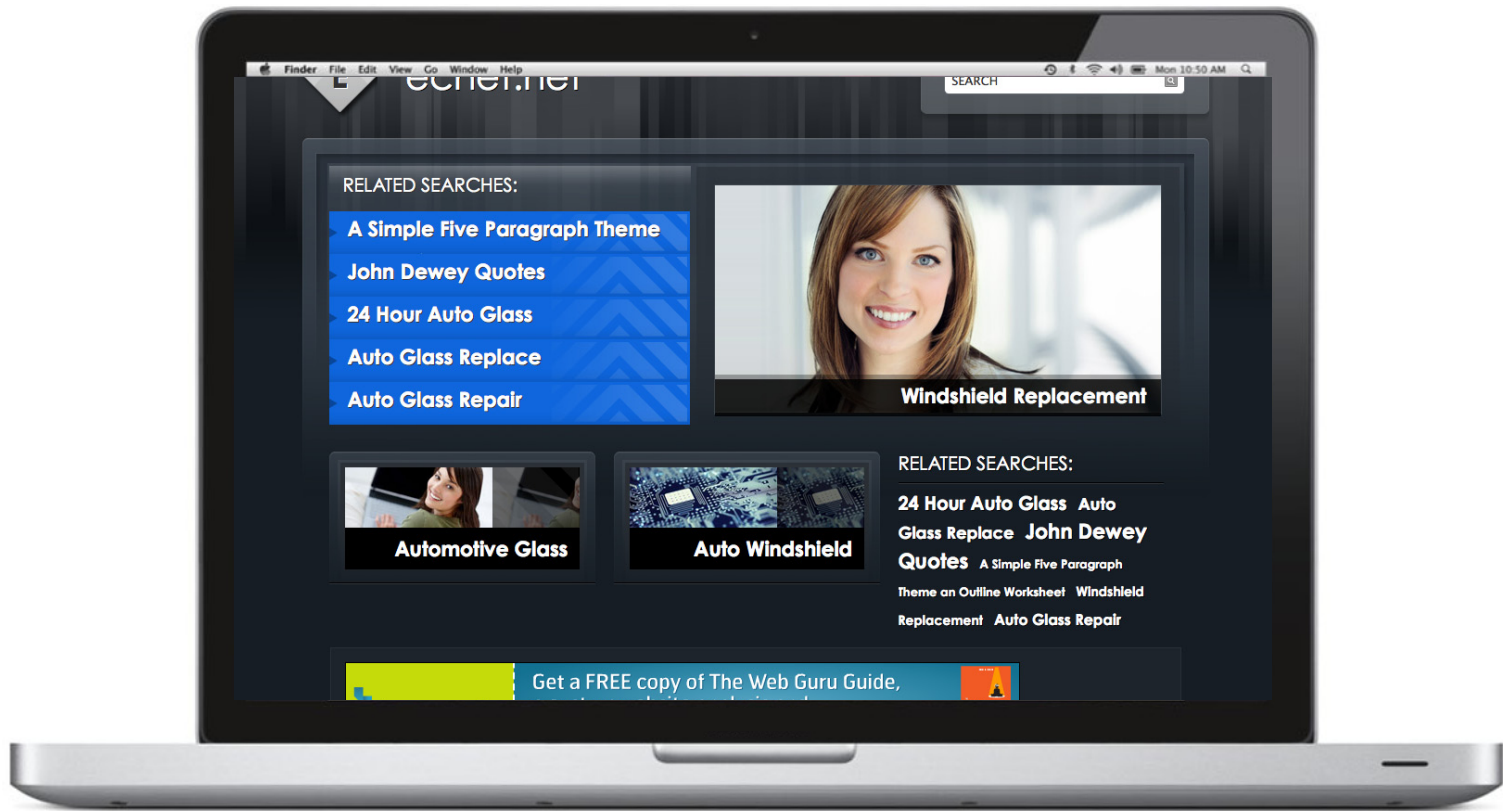 Finder File Edit View Go Window Help
Mon 10:50 AM
SEARCH
RELATED SEARCHES:
A Simple Five Paragraph Theme
John Dewey Quotes
24 Hour Auto Glass
Auto Glass Replace
Auto Glass Repair
Windshield Replacement
Automotive Glass
Auto Windshield
RELATED SEARCHES:
24 Hour Auto Glass Auto
Glass Replace John Dewey
Quotes A Simple Five Paragraph
Theme an Outline Worksheet Windshield
Replacement Auto Glass Repair
Get a FREE copy of The Web Guru Guide,